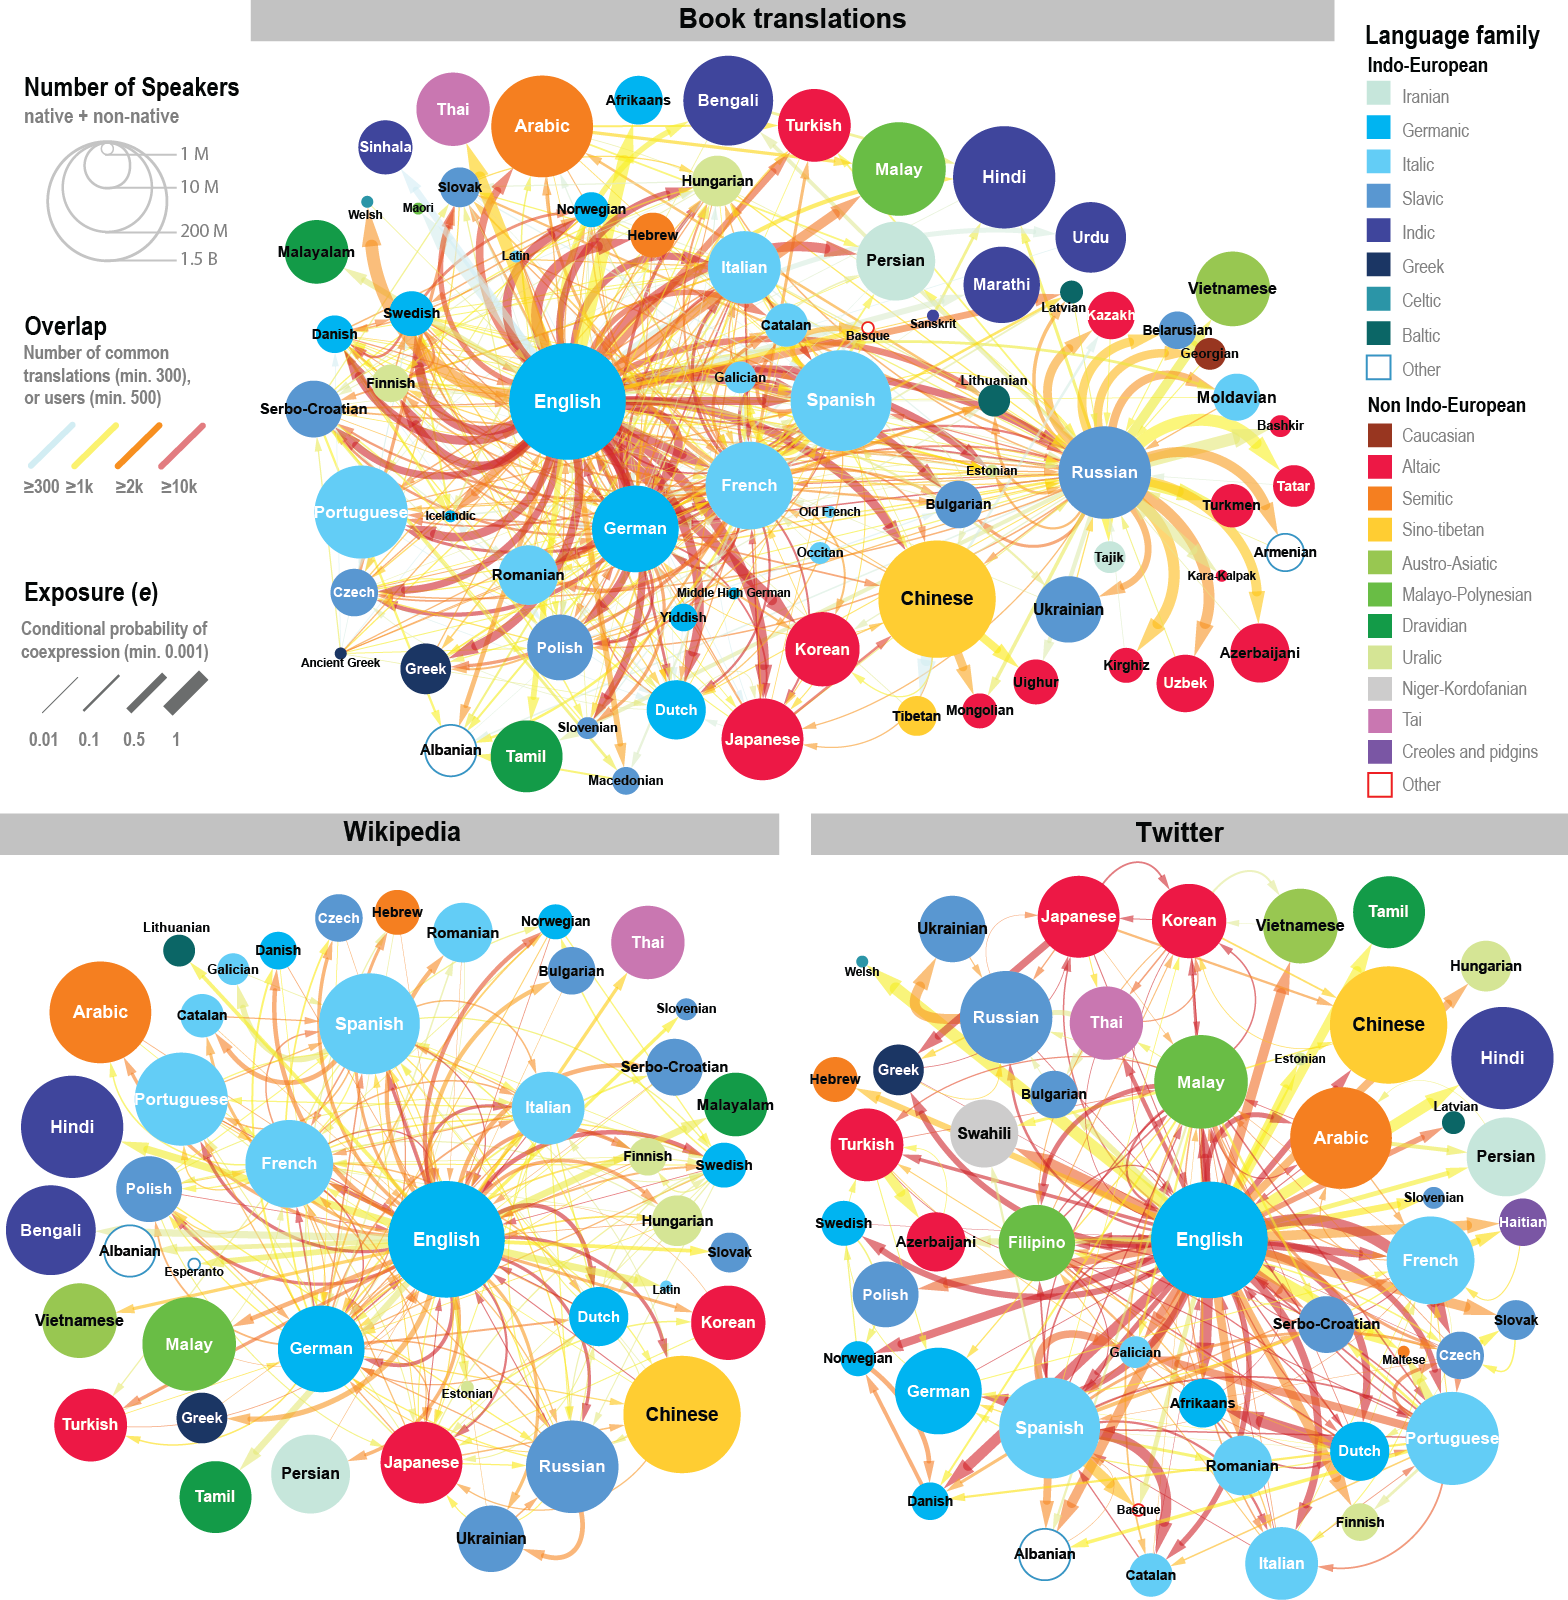 Book translations
Number of Speakers
native + non-native
1 M
10 M
200 M
1.5 B
Overlap
Number of common
translations (min. 300),
or users (min. 500)
≥300 ≥1k ≥2k ≥10k
Exposure (e)
Conditional probability of
coexpression (min. 0.001)
0.01 0.1 0.5 1
Thai
Arabic
Afrikaans
Bengali
Turkish
Sinhala
Malay
Hindi
Slovak
Hungarian
Welsh
Maori
Norwegian
Hebrew
Urdu
Malayalam
Latin
Italian
Persian
Marathi
Vietnamese
Swedish
Danish
Catalan
Basque
Sanskrit
Latvian
Kazakh
Belarusian
Georgian
Finnish
Galician
Lithuanian
Moldavian
Serbo-Croatian
English
Spanish
Bashkir
Russian
Estonian
French
Tatar
Portuguese
Icelandic
German
Old French
Bulgarian
Turkmen
Occitan
Tajik
Armenian
Romanian
Kara-Kalpak
Czech
Middle High German
Yiddish
Chinese
Ukrainian
Ancient Greek
Greek
Polish
Korean
Kirghiz
Azerbaijani
Uighur
Uzbek
Dutch
Tibetan
Mongolian
Slovenian
Japanese
Albanian
Tamil
Macedonian
Language family
Indo-European
Iranian
Germanic
Italic
Slavic
Indic
Greek
Celtic
Baltic
Other
Non Indo-European
Caucasian
Altaic
Semitic
Sino-tibetan
Austro-Asiatic
Malayo-Polynesian
Dravidian
Uralic
Niger-Kordofanian
Tai
Creoles and pidgins
Other
Wikipedia
Czech
Hebrew
Lithuanian
Romanian
Norwegian
Danish
Thai
Galician
Bulgarian
Arabic
Catalan
Spanish
Slovenian
Serbo-Croatian
Portuguese
Italian
Malayalam
Hindi
French
Finnish
Swedish
Polish
Bengali
Albanian
English
Hungarian
Slovak
Esperanto
Latin
Vietnamese
Malay
German
Dutch
Korean
Estonian
Chinese
Turkish
Greek
Persian
Japanese
Russian
Tamil
Ukrainian
Twitter
Ukrainian
Japanese
Korean
Vietnamese
Tamil
Welsh
Hungarian
Russian
Thai
Chinese
Hindi
Estonian
Hebrew
Greek
Malay
Bulgarian
Latvian
Turkish
Swahili
Arabic
Persian
Slovenian
Swedish
Haitian
Azerbaijani
Filipino
English
French
Polish
Serbo-Croatian
Slovak
Norwegian
Galician
Maltese
Czech
German
Afrikaans
Spanish
Dutch
Portuguese
Romanian
Danish
Basque
Finnish
Albanian
Catalan
Italian